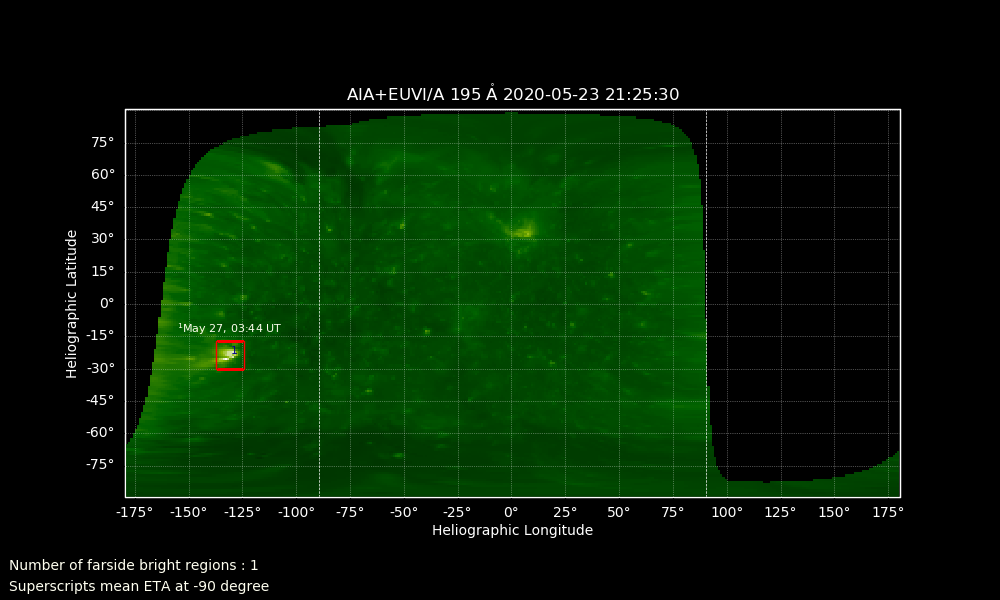 AIA+EUVI/A 195 Å 2020-05-23 21:25:30
75°
60°
45°
30°
15°
0°
-15°
-30°
-45°
-60°
-75°
Heliographic Latitude
¹May 27, 03:44 UT
1
-175° -150° -125° -100° -75° -50° -25° 0° 25° 50° 75° 100° 125° 150° 175°
Heliographic Longitude
Number of farside bright regions : 1
Superscripts mean ETA at -90 degree